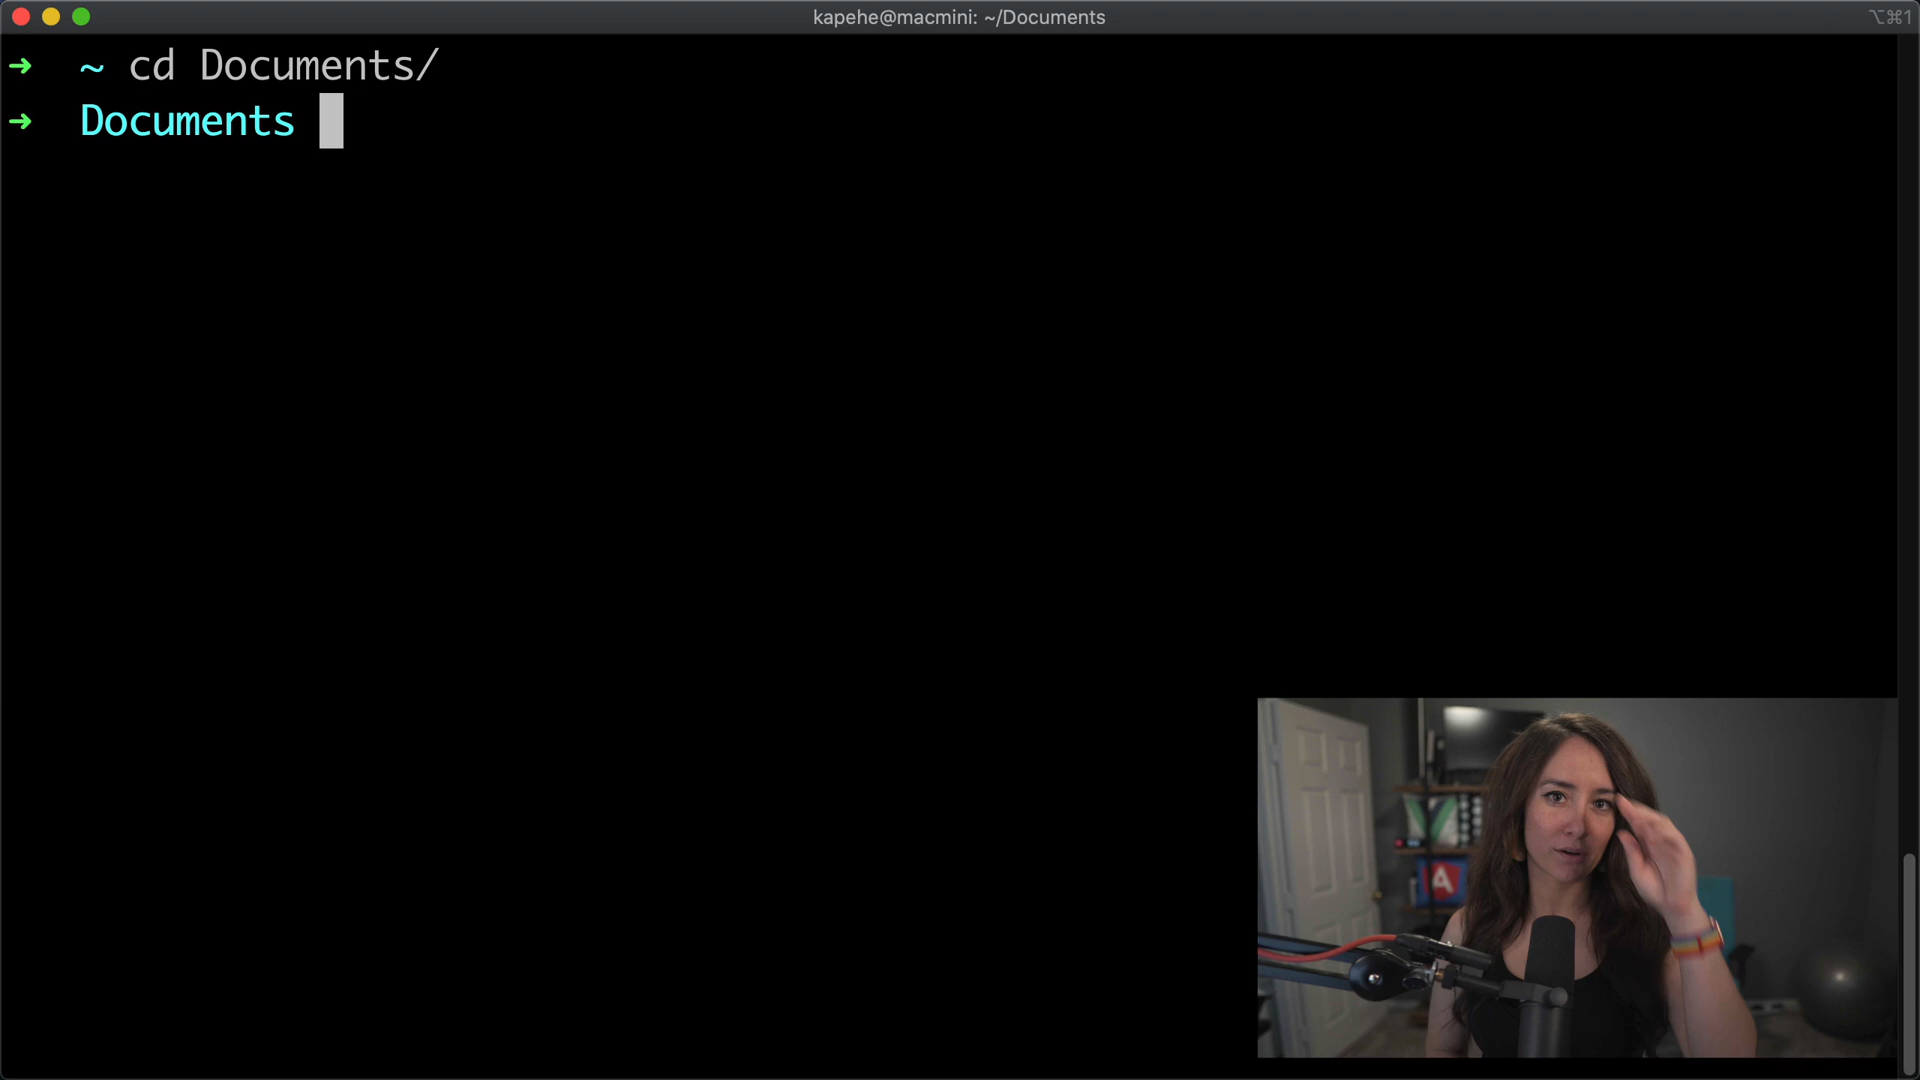 kapehe@macmini: ~/Documents
⌥⌘1
➜ ~ cd Documents/
➜ Documents
A